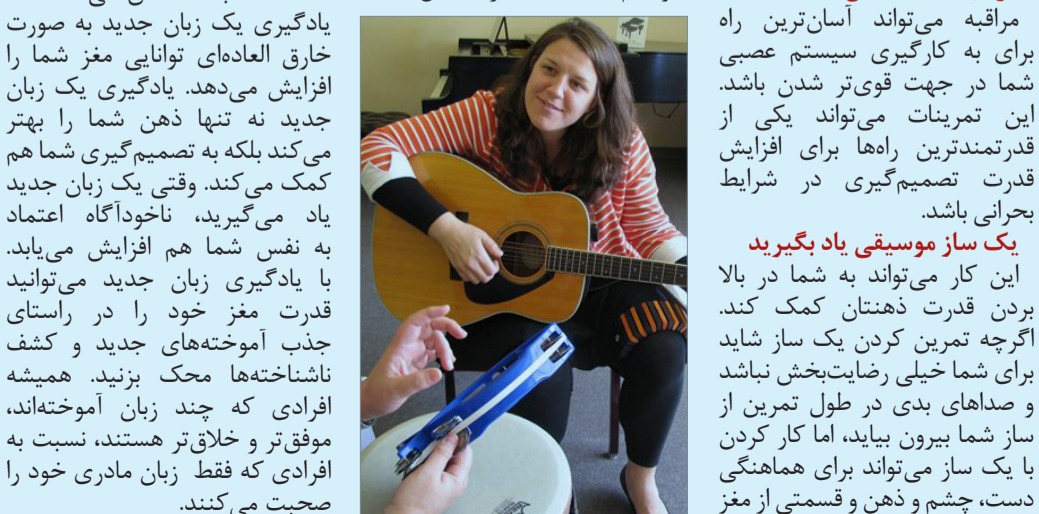 مراقبه می‌تواند آسان‌ترین راه
برای به کارگیری سیستم عصبی
شما در جهت قوی‌تر شدن باشد.
این تمرینات می‌تواند یکی از
قدرتمندترین راه‌ها برای افزایش
قدرت تصمیم‌گیری در شرایط
بحرانی باشد.
یک ساز موسیقی یاد بگیرید
این کار می‌تواند به شما در بالا
بردن قدرت ذهنتان کمک کند.
اگرچه تمرین کردن یک ساز شاید
برای شما خیلی رضایت‌بخش نباشد
و صداهای بدی در طول تمرین از
ساز شما بیرون بیاید، اما کار کردن
با یک ساز می‌تواند برای هماهنگی
دست، چشم و ذهن و قسمتی از مغز
یادگیری یک زبان جدید به صورت
خارق العاده‌ای توانایی مغز شما را
افزایش می‌دهد. یادگیری یک زبان
جدید نه تنها ذهن شما را بهتر
می‌کند بلکه به تصمیم‌گیری شما هم
کمک می‌کند. وقتی یک زبان جدید
یاد می‌گیرید، ناخودآگاه اعتماد
به نفس شما هم افزایش می‌یابد.
با یادگیری زبان جدید می‌توانید
قدرت مغز خود را در راستای
جذب آموخته‌های جدید و کشف
ناشناخته‌ها محک بزنید. همیشه
افرادی که چند زبان آموخته‌اند،
موفق‌تر و خلاق‌تر هستند، نسبت به
افرادی که فقط زبان مادری خود را
صحبت می‌کنند.